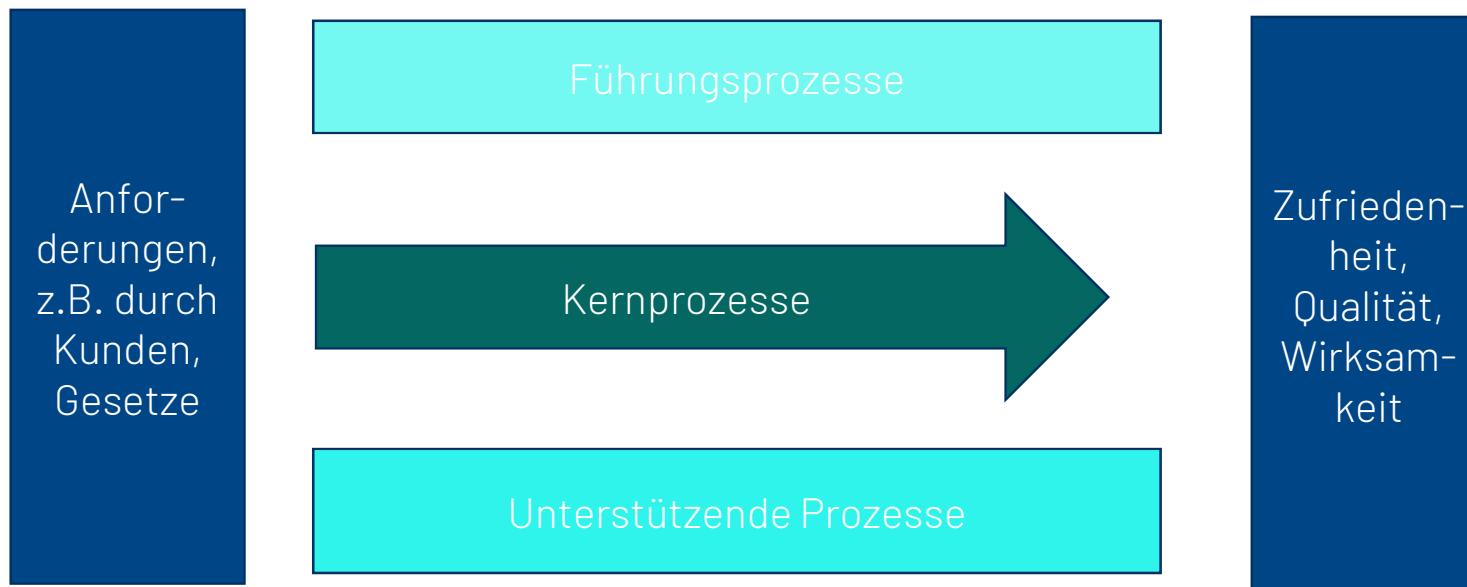 Anfor-
derungen,
z.B. durch
Kunden,
Gesetze
Führungsprozesse
Kernprozesse
Unterstützende Prozesse
Zufrieden-
heit,
Qualität,
Wirksam-
keit